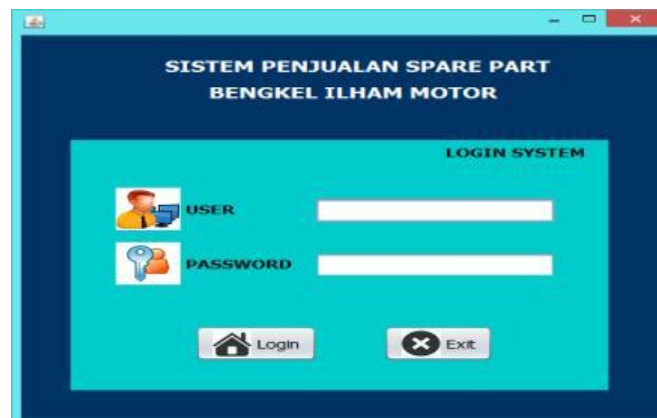 SISTEM PENJUALAN SPARE PART
BENGKEL ILHAM MOTOR
LOGIN SYSTEM
USER
PASSWORD
Login
Exit